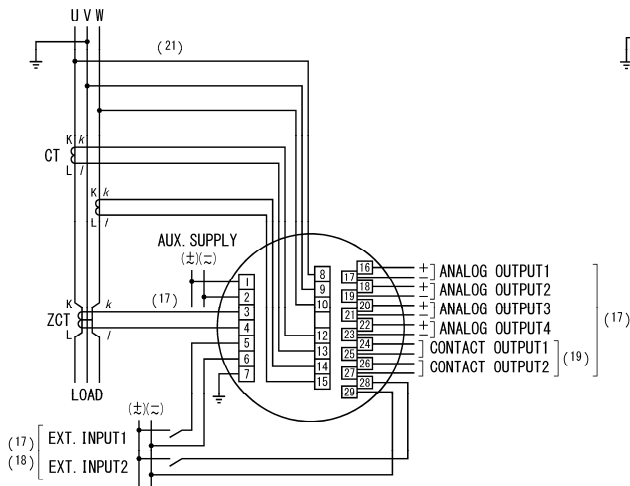 U V W
(21)
K k
CT
L l
K k
L l
AUX. SUPPLY
(±)(−)
K k
(17)
ZCT
L l
LOAD
1
2
3
4
5
6
7
8
9
10
12
13
14
15
16
17
18
19
20
21
22
23
24
25
26
27
28
29
+ ANALOG OUTPUT1
−
+ ANALOG OUTPUT2
−
+ ANALOG OUTPUT3
−
+ ANALOG OUTPUT4
−
CONTACT OUTPUT1
CONTACT OUTPUT2
(19)
(17)
(17)
(18)
EXT. INPUT1
EXT. INPUT2